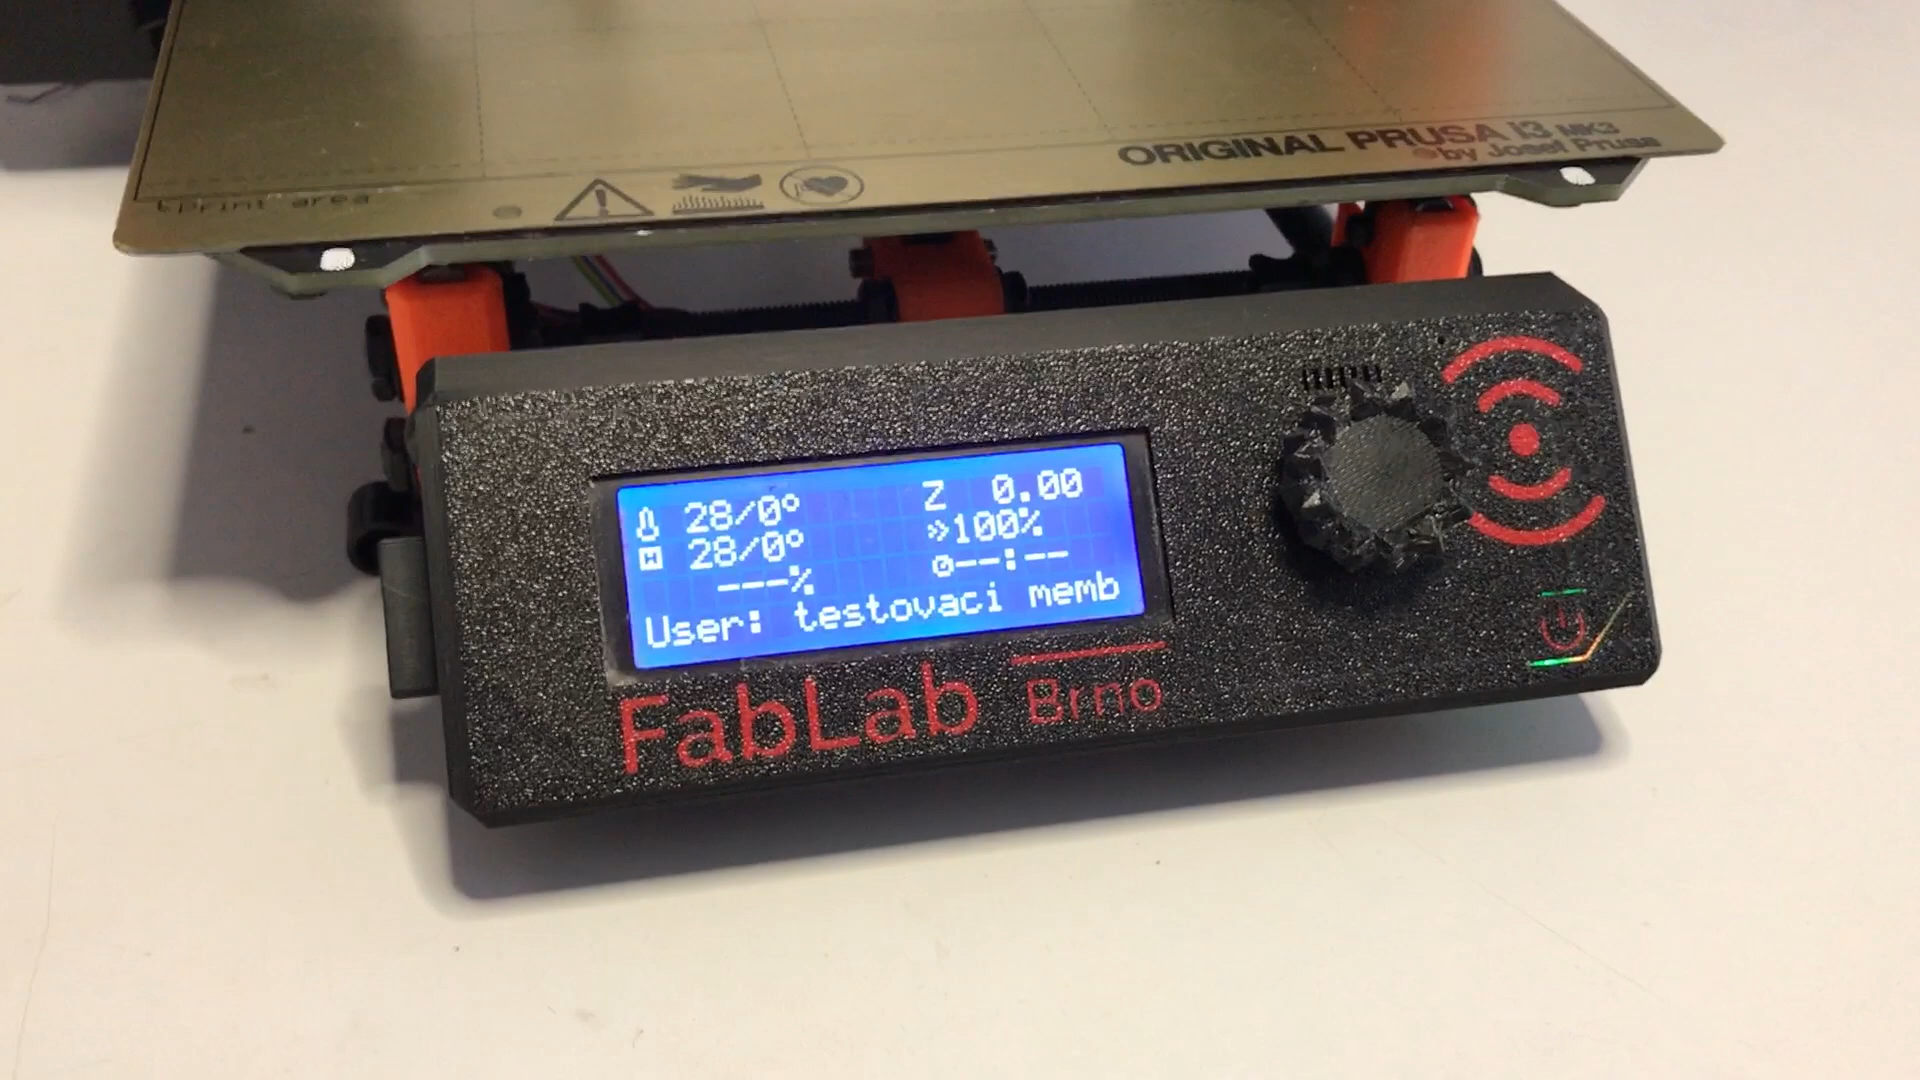 ORIGINAL PRUSA i3 MK3
by Josef Prusa
print area
28/0° Z 0.00
28/0° »100%
---% --:--
User: testovaci memb
FabLab Brno